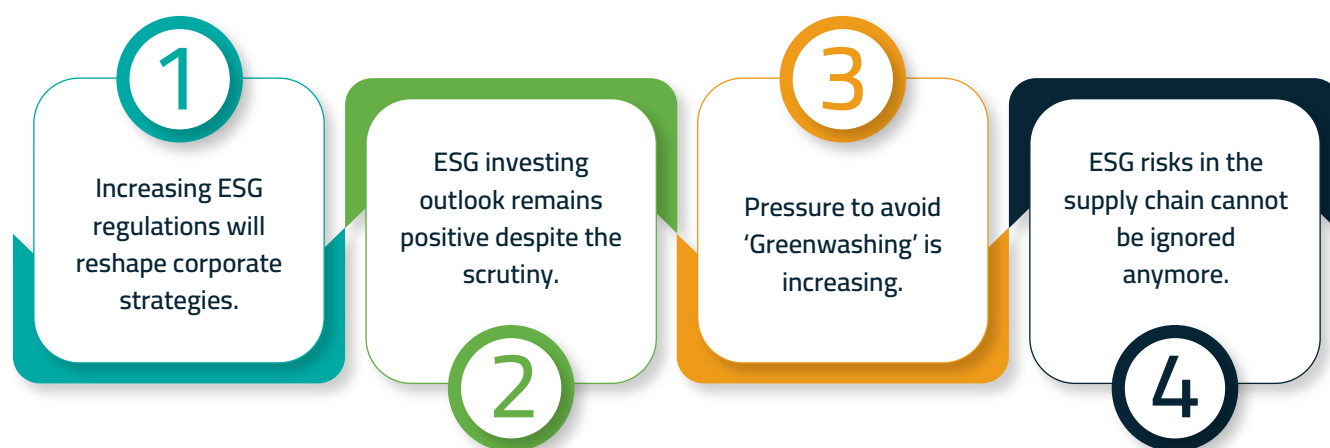 1
Increasing ESG
regulations will
reshape corporate
strategies.
ESG investing
outlook remains
positive despite the
scrutiny.
2
3
Pressure to avoid
‘Greenwashing’ is
increasing.
ESG risks in the
supply chain cannot
be ignored
anymore.
4